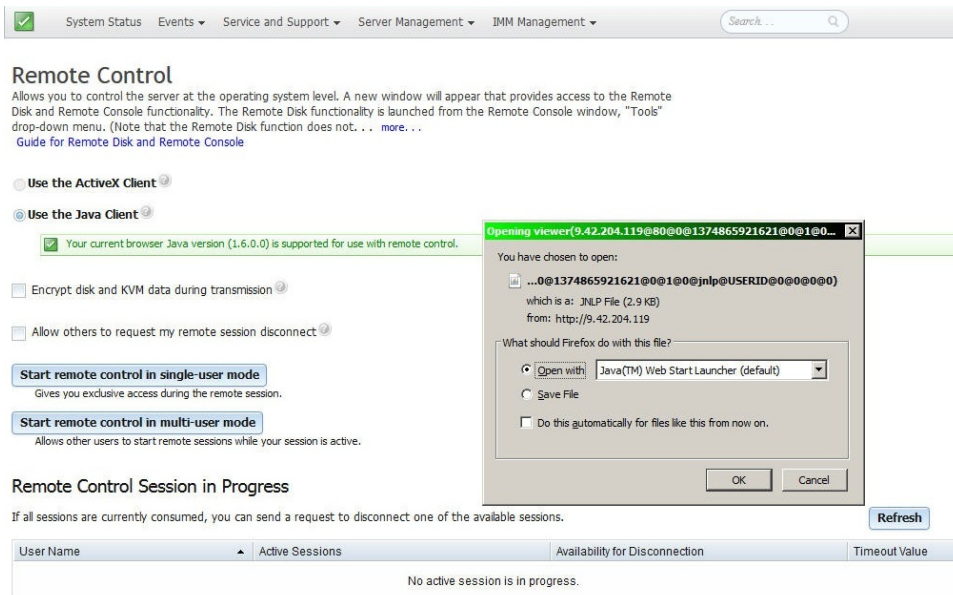 System Status Events Service and Support Server Management IMM Management Search...
Remote Control
Allows you to control the server at the operating system level. A new window will appear that provides access to the Remote
Disk and Remote Console functionality. The Remote Disk functionality is launched from the Remote Console window, "Tools"
drop-down menu. (Note that the Remote Disk function does not. . . more. . .
Guide for Remote Disk and Remote Console
Use the ActiveX Client
Use the Java Client
Your current browser Java version (1.6.0.0) is supported for use with remote control.
Encrypt disk and KVM data during transmission
Allow others to request my remote session disconnect
Start remote control in single-user mode
Gives you exclusive access during the remote session.
Start remote control in multi-user mode
Allows other users to start remote sessions while your session is active.
Opening viewer(9.42.204.119@80@0@1374865921621@0@1@0...
You have chosen to open:
...0@1374865921621@0@1@0@jnlp@USERID@0@0@0@0)
which is a: JNLP File (2.9 KB)
from: http://9.42.204.119
What should Firefox do with this file?
Open with Java(TM) Web Start Launcher (default)
Save File
Do this automatically for files like this from now on.
OK Cancel
Remote Control Session in Progress
If all sessions are currently consumed, you can send a request to disconnect one of the available sessions.
Refresh
User Name Active Sessions Availability for Disconnection Timeout Value
No active session is in progress.